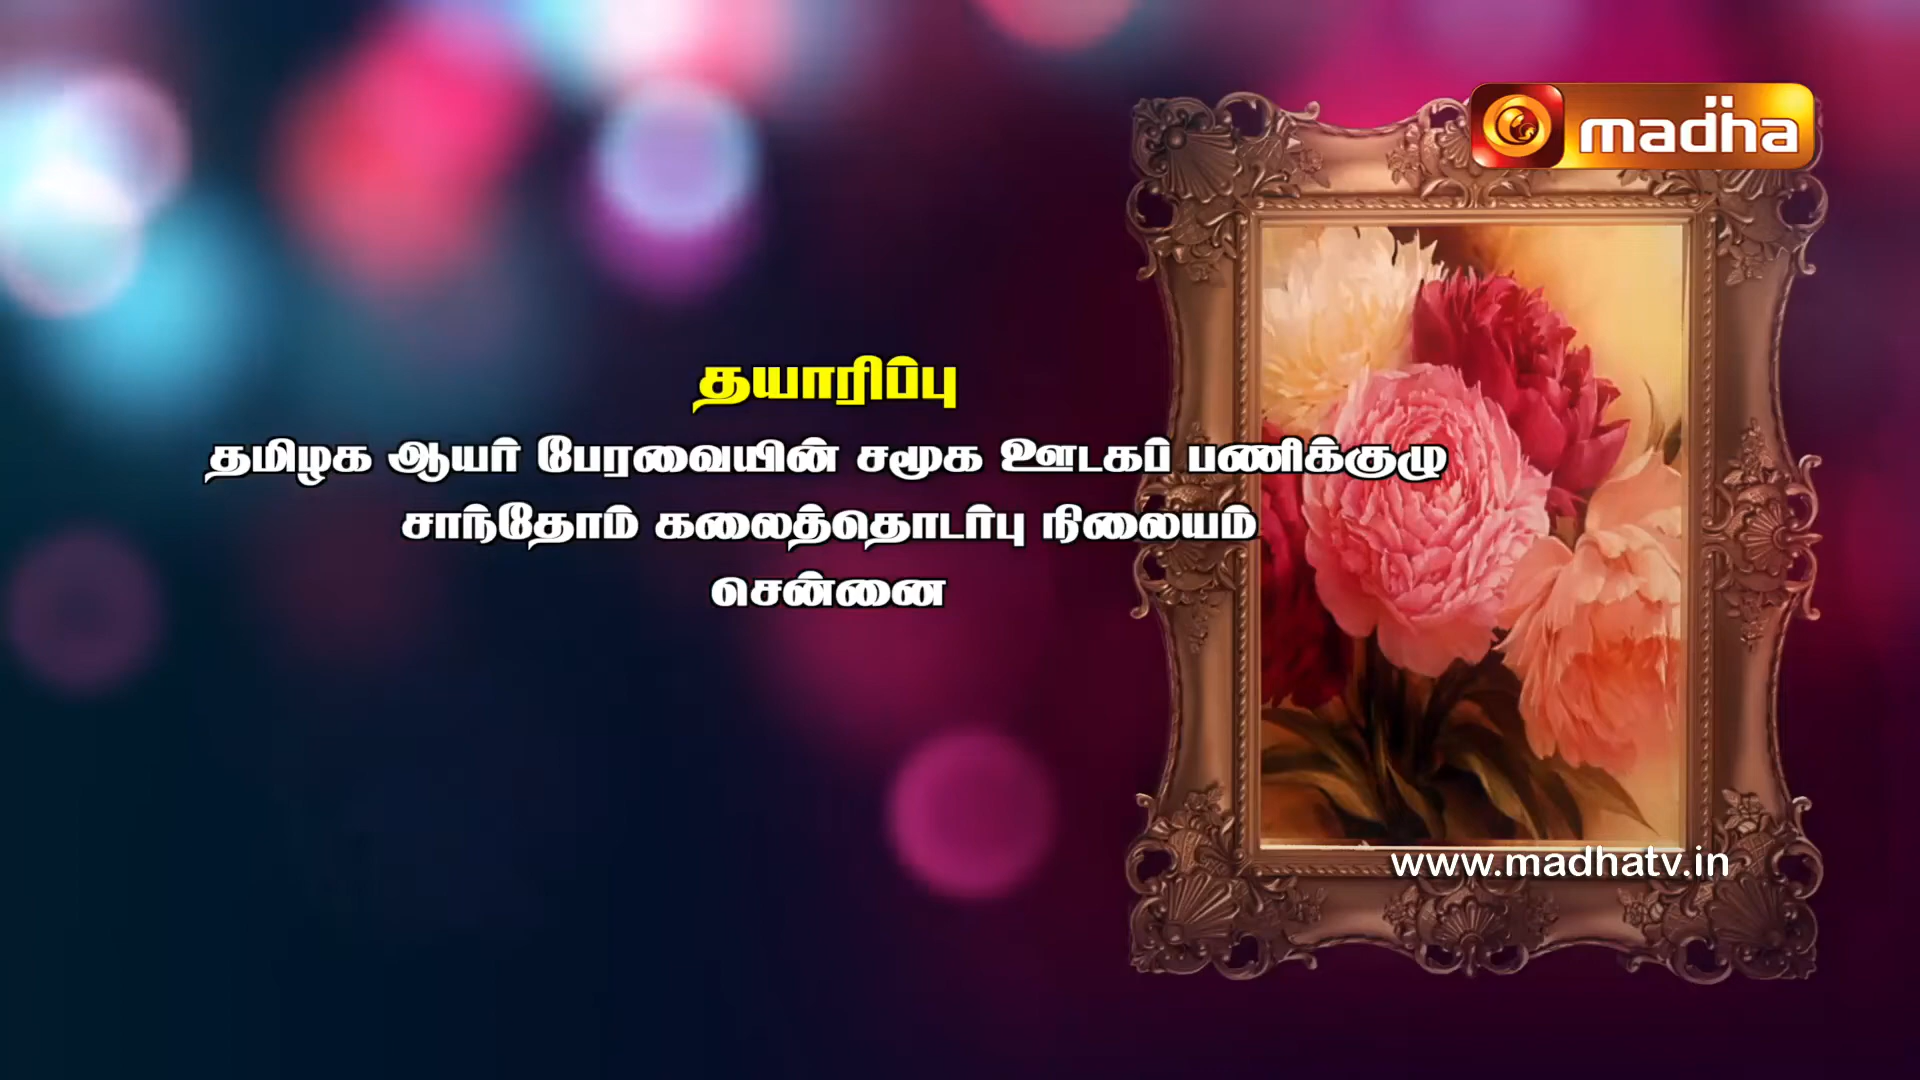 madha
தயாரிப்பு
தமிழக ஆயர் பேரவையின் சமூக ஊடகப் பணிக்குழு
சாந்தோம் கலைத்தொடர்பு நிலையம்
சென்னை
www.madhatv.in